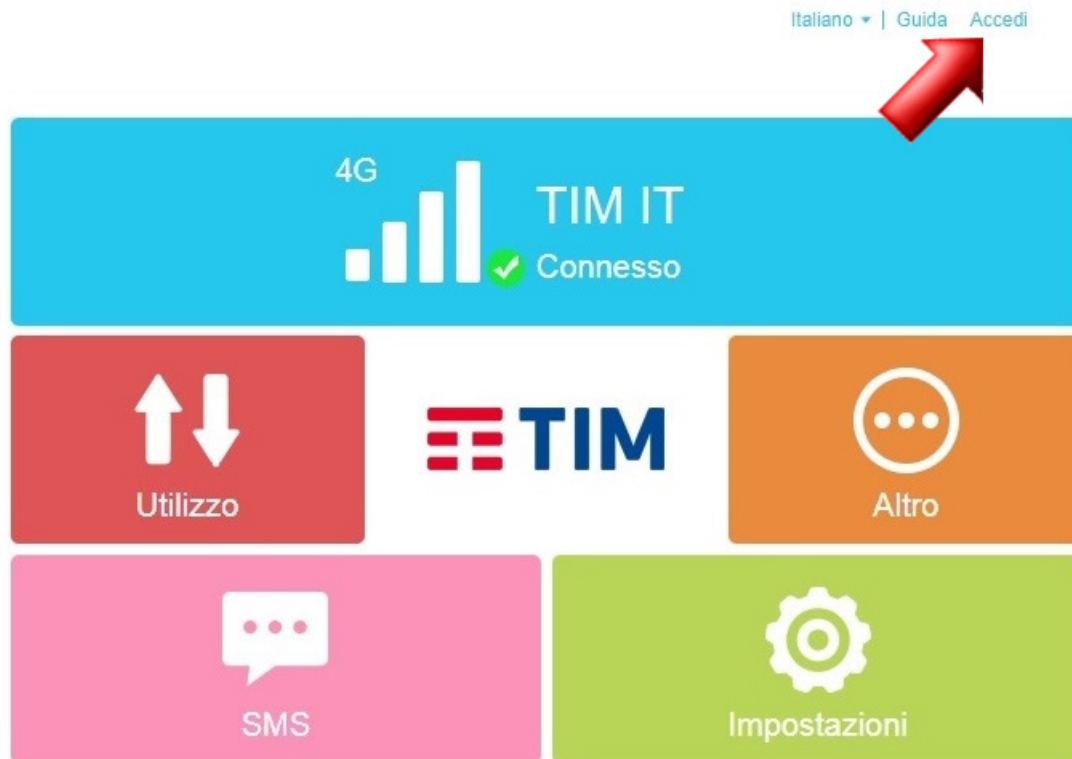 Italiano | Guida Accedi
4G
TIM IT
Connesso
Utilizzo
TIM
Altro
SMS
Impostazioni